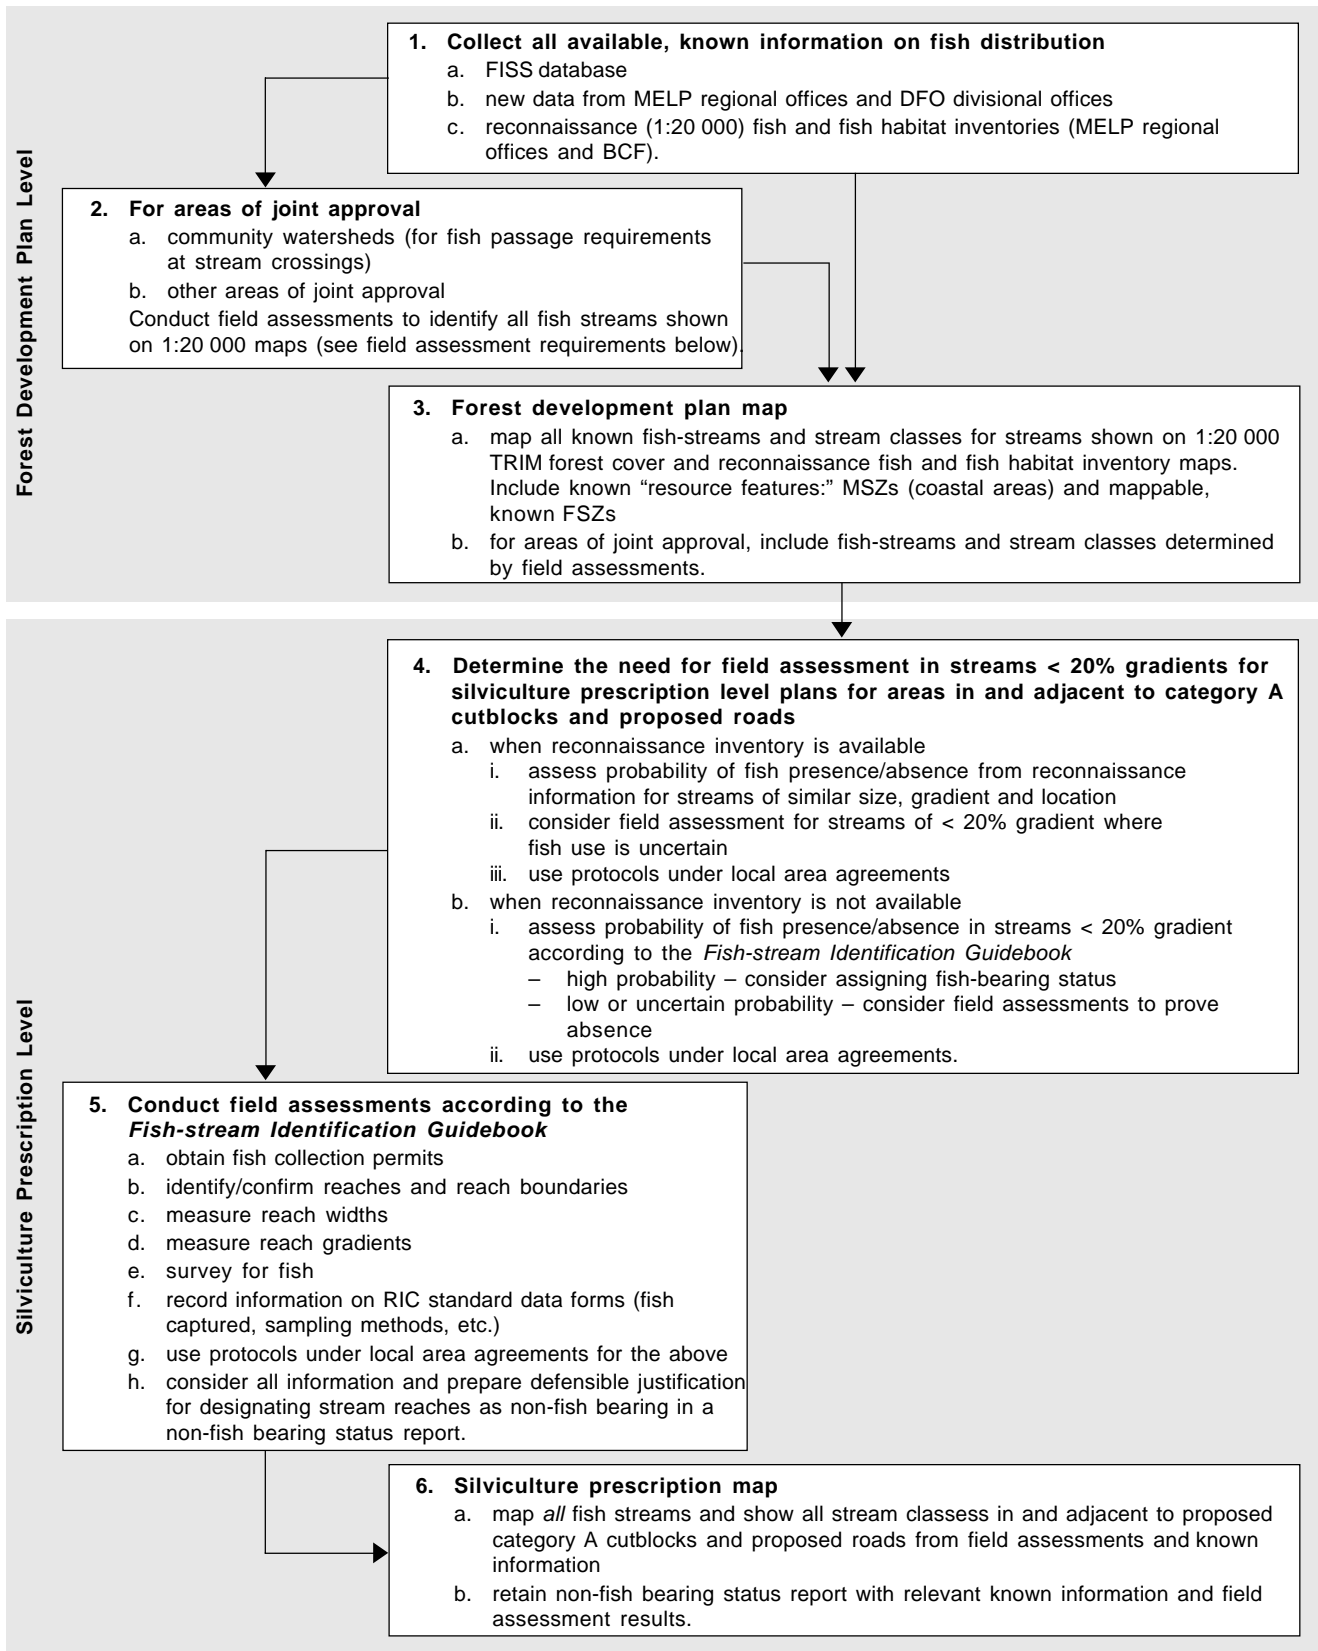 Forest Development Plan Level
1. Collect all available, known information on fish distribution
a. FISS database
b. new data from MELP regional offices and DFO divisional offices
c. reconnaissance (1:20 000) fish and fish habitat inventories (MELP regional
offices and BCF).
2. For areas of joint approval
a. community watersheds (for fish passage requirements
at stream crossings)
b. other areas of joint approval
Conduct field assessments to identify all fish streams shown
on 1:20 000 maps (see field assessment requirements below).
3. Forest development plan map
a. map all known fish-streams and stream classes for streams shown on 1:20 000
TRIM forest cover and reconnaissance fish and fish habitat inventory maps.
Include known “resource features:” MSZs (coastal areas) and mappable,
known FSZs
b. for areas of joint approval, include fish-streams and stream classes determined
by field assessments.
Silviculture Prescription Level
4. Determine the need for field assessment in streams < 20% gradients for
silviculture prescription level plans for areas in and adjacent to category A
cutblocks and proposed roads
a. when reconnaissance inventory is available
i. assess probability of fish presence/absence from reconnaissance
information for streams of similar size, gradient and location
ii. consider field assessment for streams of < 20% gradient where
fish use is uncertain
iii. use protocols under local area agreements
b. when reconnaissance inventory is not available
i. assess probability of fish presence/absence in streams < 20% gradient
according to the Fish-stream Identification Guidebook
– high probability – consider assigning fish-bearing status
– low or uncertain probability – consider field assessments to prove
absence
ii. use protocols under local area agreements.
5. Conduct field assessments according to the
Fish-stream Identification Guidebook
a. obtain fish collection permits
b. identify/confirm reaches and reach boundaries
c. measure reach widths
d. measure reach gradients
e. survey for fish
f. record information on RIC standard data forms (fish
captured, sampling methods, etc.)
g. use protocols under local area agreements for the above
h. consider all information and prepare defensible justification
for designating stream reaches as non-fish bearing in a
non-fish bearing status report.
6. Silviculture prescription map
a. map all fish streams and show all stream classess in and adjacent to proposed
category A cutblocks and proposed roads from field assessments and known
information
b. retain non-fish bearing status report with relevant known information and field
assessment results.